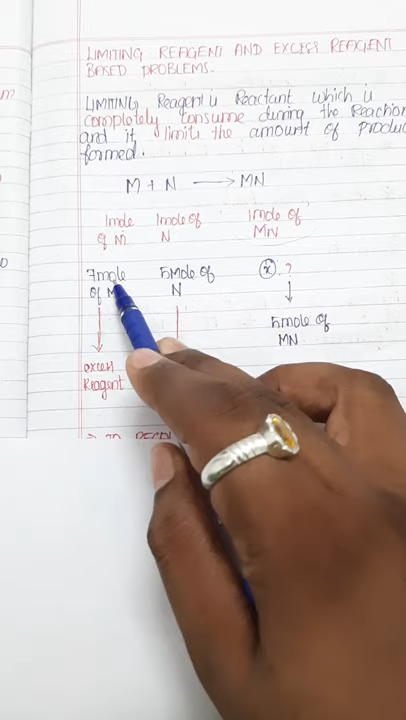 LIMITING REAGENT AND EXCESS REAGENT
BASED PROBLEMS.
LIMITING Reagent is Reactant which is
completely consume during the Reaction
and it limits the amount of produc
formed.
M + N → MN
1mole 1mole of 1mole of
of M N MN
7mole 5Mole of (x) . ?
of M N
5mole of
MN
excess
Reagent